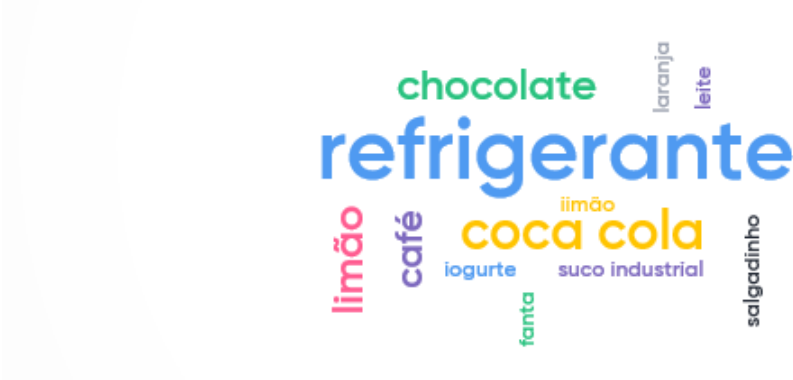 chocolate
laranja
leite
refrigerante
iimão
limão
café
coca cola
iogurte
suco industrial
salgadinho
fanta